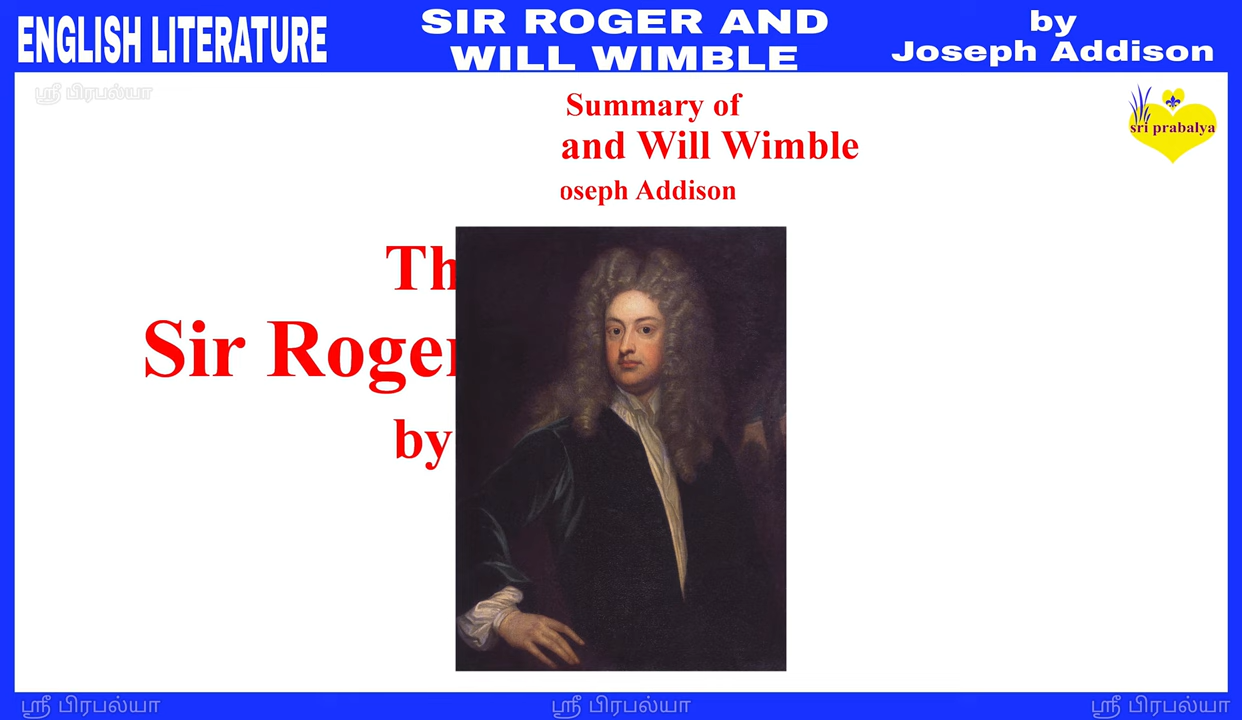 ENGLISH LITERATURE
SIR ROGER AND
WILL WIMBLE
by
Joseph Addison
ஸ்ரீ பிரபல்யா
sri prabalya
Summary of
and Will Wimble
oseph Addison
Th
Sir Roger
by
ஸ்ரீ பிரபல்யா
ஸ்ரீ பிரபல்யா
ஸ்ரீ பிரபல்யா